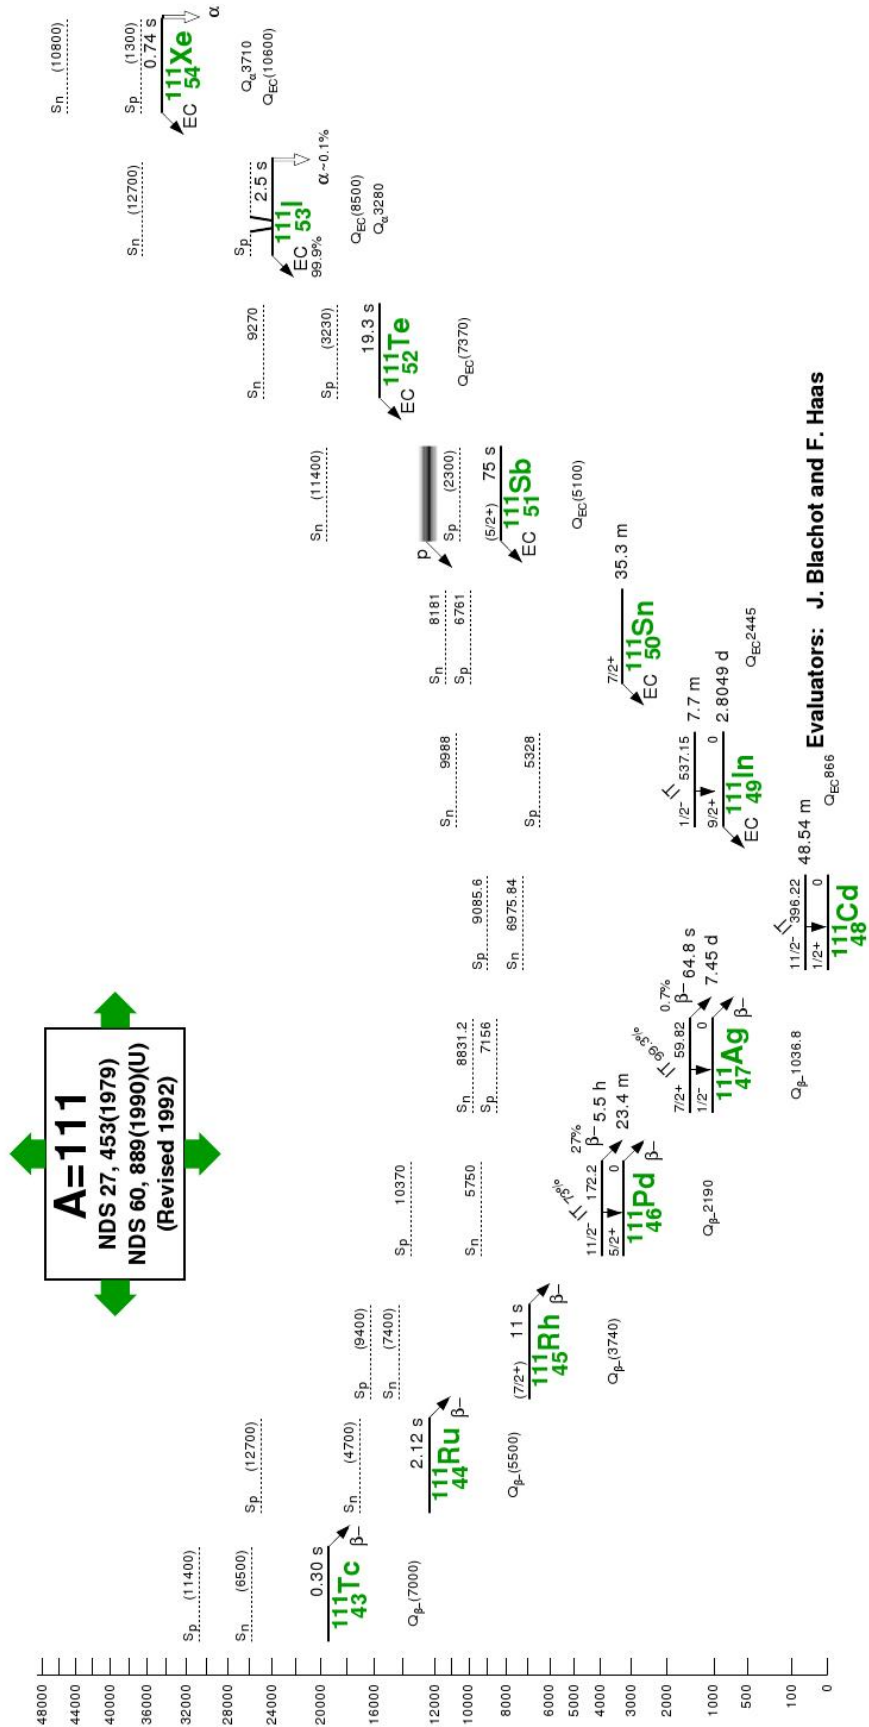 A=111
NDS 27, 453(1979)
NDS 60, 889(1990)(U)
(Revised 1992)
48000
44000
40000
36000
32000
28000
24000
20000
16000
12000
10000
8000
6000
5000
4000
3000
2000
1000
500
100
0
Sp (11400)
Sn (6500)
0.30 s
111Tc
43
β−
Qβ−(7000)
Sp (12700)
Sn (4700)
2.12 s
111Ru
44
β−
Qβ−(5500)
Sp (9400)
Sn (7400)
(7/2+) 11 s
111Rh
45
β−
Qβ−(3740)
Sp 10370
Sn 5750
IT 73%
27%
11/2− 172.2 β− 5.5 h
5/2+ 0 23.4 m
111Pd
46
β−
Qβ−2190
Sn 8831.2
Sp 7156
IT 99.3%
0.7%
7/2+ 59.82 β− 64.8 s
1/2− 0 7.45 d
111Ag
47
β−
Qβ−1036.8
Sp 9085.6
Sn 6975.84
IT
11/2− 396.22 48.54 m
1/2+ 0
111Cd
48
Sn 9988
Sp 5328
IT
1/2− 537.15 7.7 m
9/2+ 0 2.8049 d
111In
49
EC
QEC866
Sn 8181
Sp 6761
7/2+ 35.3 m
111Sn
50
EC
QEC2445
Sn (11400)
p
Sp (2300)
(5/2+) 75 s
111Sb
51
EC
QEC(5100)
Sn 9270
Sp (3230)
19.3 s
111Te
52
EC
QEC(7370)
Sn (12700)
Sp
2.5 s
111I
53
EC
99.9%
α~0.1%
QEC(8500)
Qα3280
Sn (10800)
Sp (1300)
0.74 s
111Xe
54
EC
α
Qα3710
QEC(10600)
Evaluators: J. Blachot and F. Haas